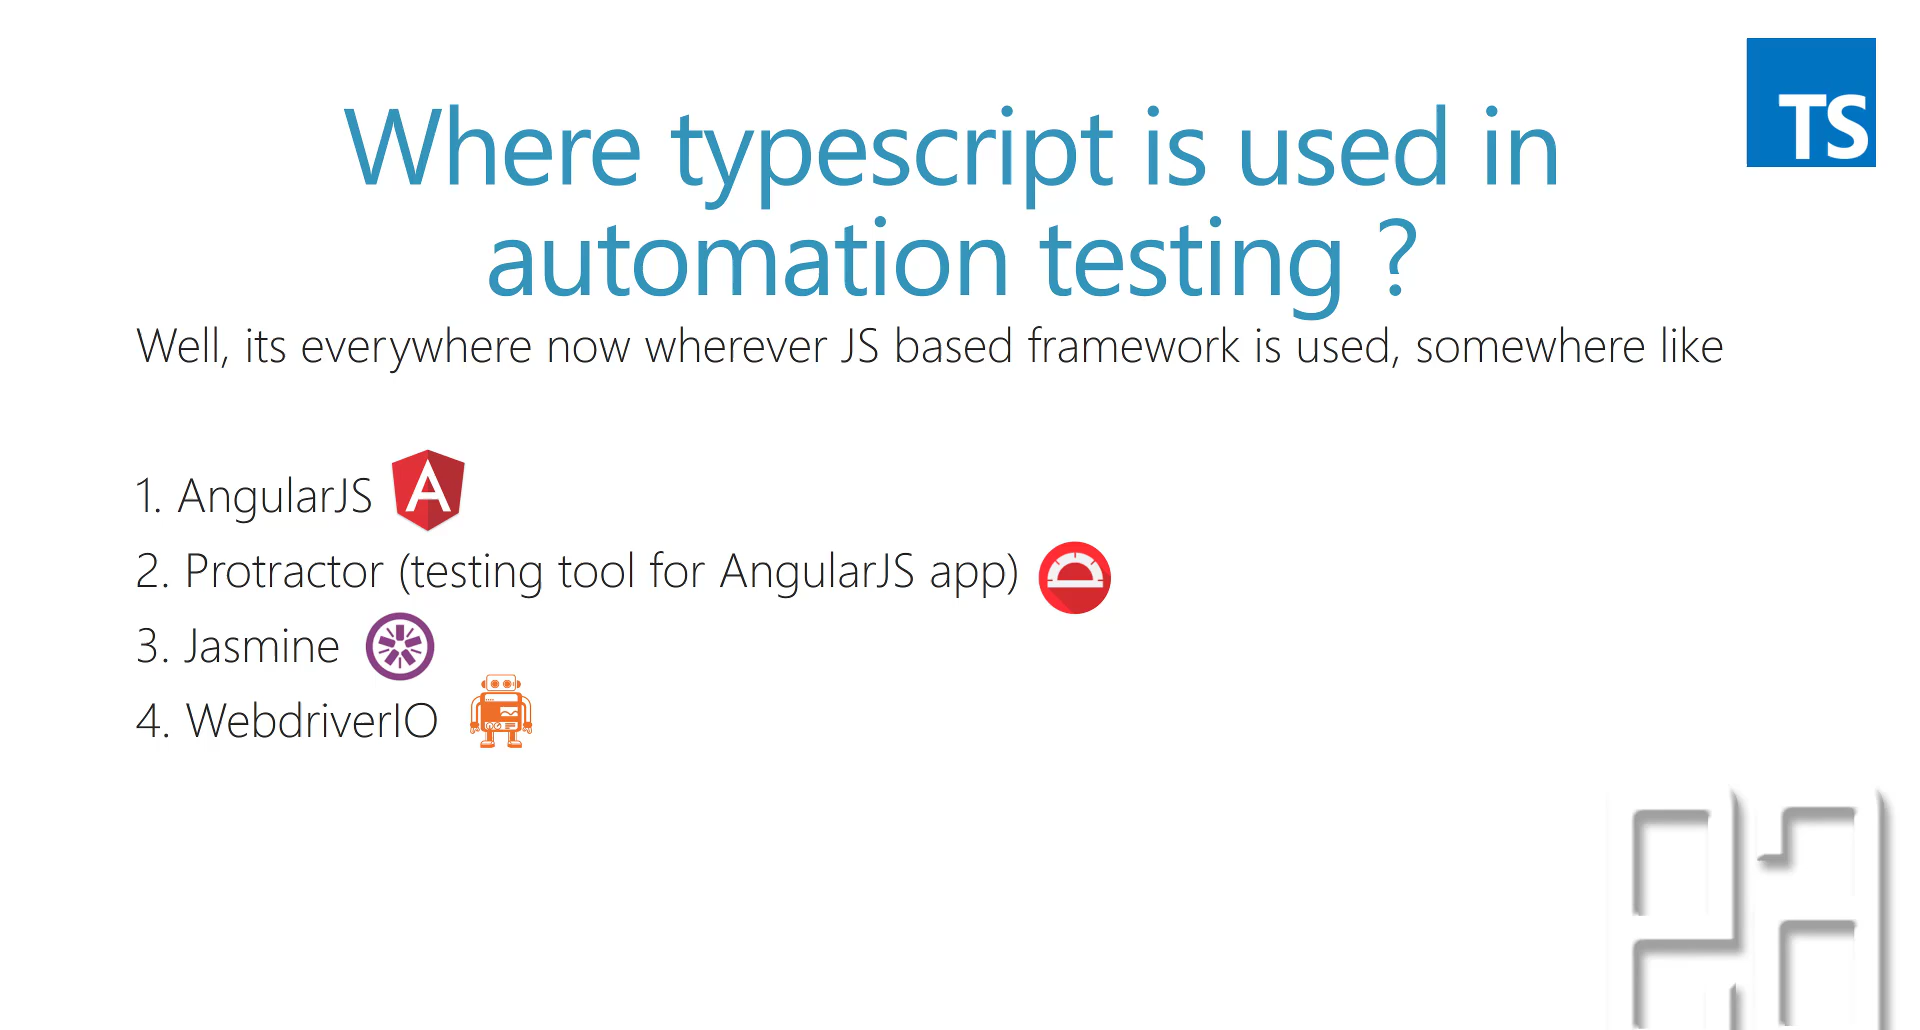 TS
Where typescript is used in
automation testing ?
Well, its everywhere now wherever JS based framework is used, somewhere like
1. AngularJS
2. Protractor (testing tool for AngularJS app)
3. Jasmine
4. WebdriverIO